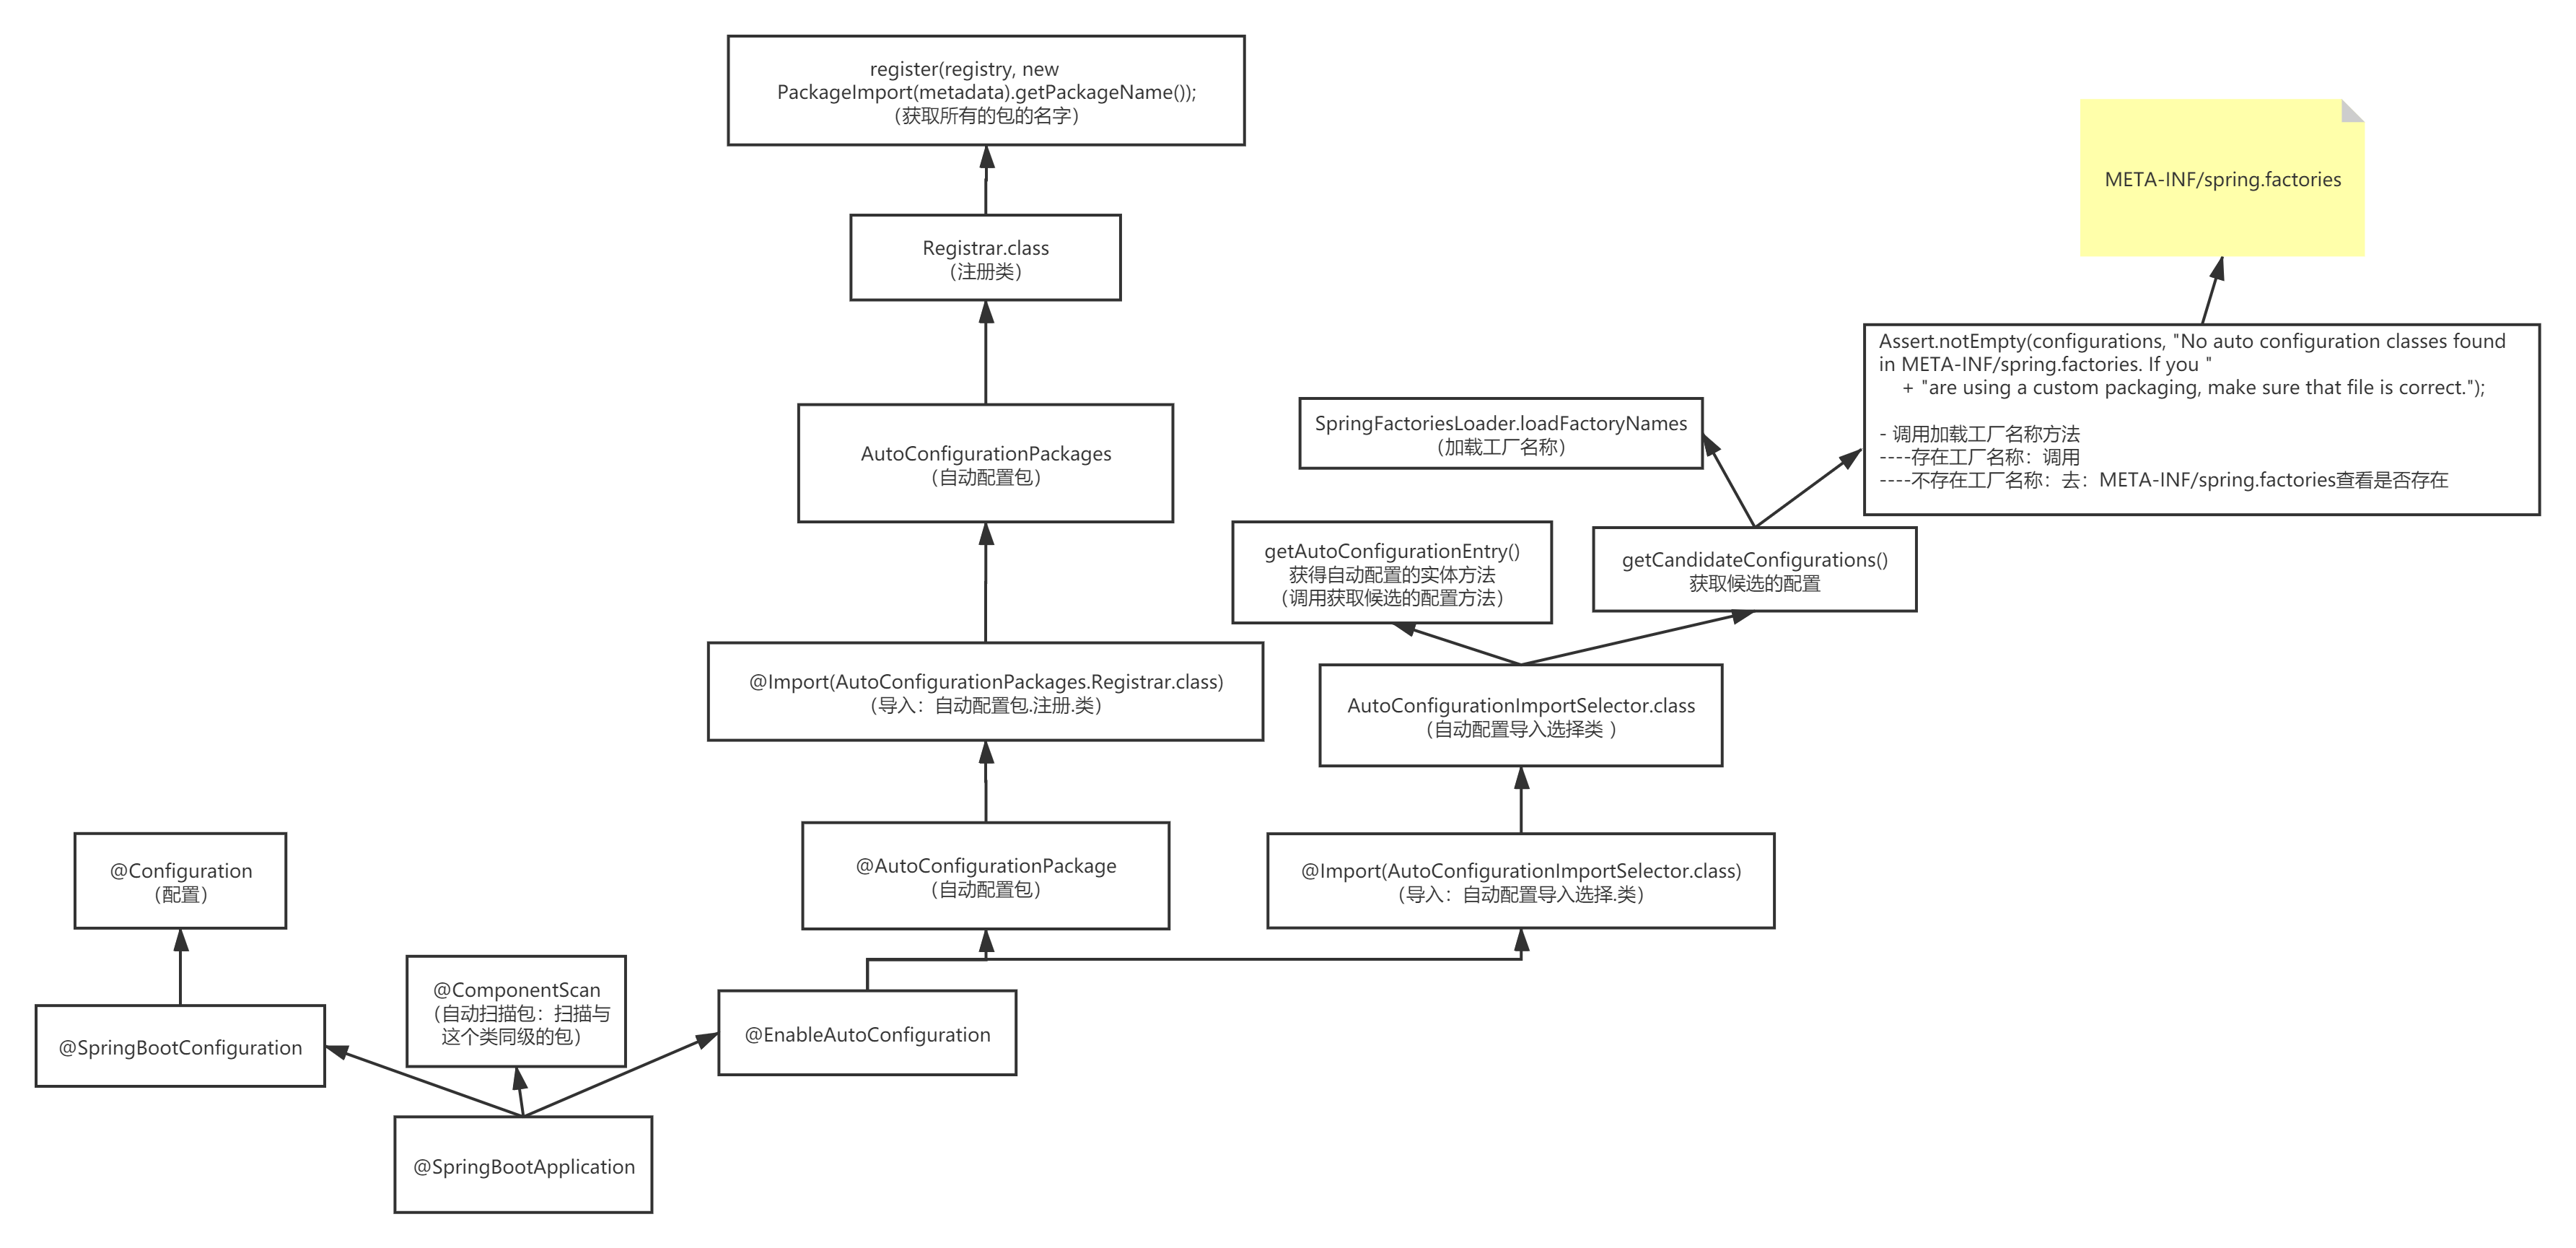 register(registry, new
PackageImport(metadata).getPackageName());
（获取所有的包的名字）
META-INF/spring.factories
Registrar.class
（注册类）
Assert.notEmpty(configurations, "No auto configuration classes found
in META-INF/spring.factories. If you "
+ "are using a custom packaging, make sure that file is correct.");
- 调用加载工厂名称方法
----存在工厂名称：调用
----不存在工厂名称：去：META-INF/spring.factories查看是否存在
SpringFactoriesLoader.loadFactoryNames
（加载工厂名称）
AutoConfigurationPackages
（自动配置包）
getAutoConfigurationEntry()
获得自动配置的实体方法
（调用获取候选的配置方法）
getCandidateConfigurations()
获取候选的配置
@Import(AutoConfigurationPackages.Registrar.class)
（导入：自动配置包.注册.类）
AutoConfigurationImportSelector.class
（自动配置导入选择类 ）
@Configuration
（配置）
@AutoConfigurationPackage
（自动配置包）
@Import(AutoConfigurationImportSelector.class)
（导入：自动配置导入选择.类）
@ComponentScan
（自动扫描包：扫描与
这个类同级的包）
@SpringBootConfiguration
@EnableAutoConfiguration
@SpringBootApplication